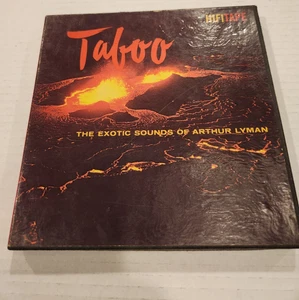 HIFITAPE
Taboo
THE EXOTIC SOUNDS OF ARTHUR LYMAN